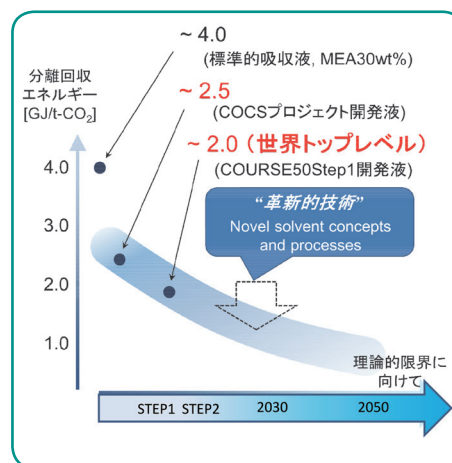 ~ 4.0
(標準的吸収液, MEA30wt%)
分離回収
エネルギー
[GJ/t-CO₂]
~ 2.5
(COCSプロジェクト開発液)
~ 2.0 (世界トップレベル)
(COURSE50Step1開発液)
4.0
3.0
2.0
1.0
“革新的技術”
Novel solvent concepts
and processes
理論的限界に
向けて
STEP1 STEP2 2030 2050